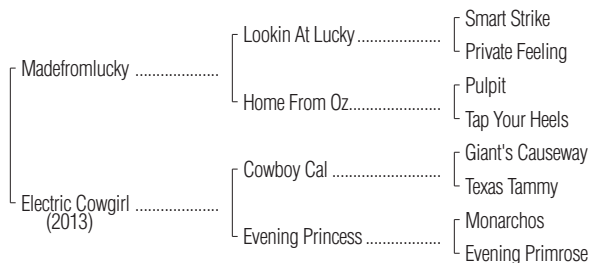 Smart Strike
Lookin At Lucky ...................
Private Feeling
Madefromlucky ...................
Pulpit
Home From Oz.....................
Tap Your Heels
Giant's Causeway
Cowboy Cal .........................
Texas Tammy
Electric Cowgirl ...................
(2013)
Monarchos
Evening Princess .................
Evening Primrose